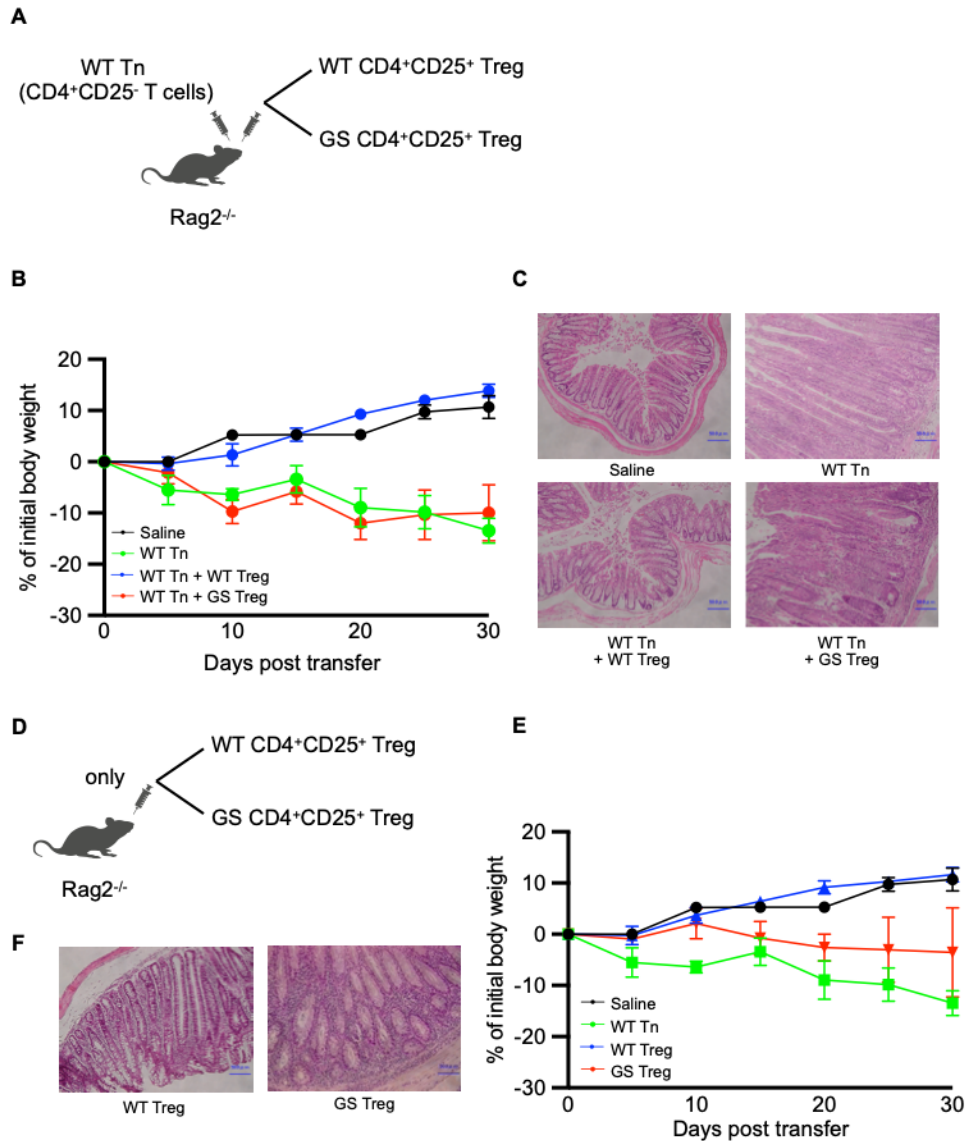 A
WT Tn
(CD4⁺CD25⁻ T cells)
WT CD4⁺CD25⁺ Treg
GS CD4⁺CD25⁺ Treg
Rag2⁻/⁻
B
% of initial body weight
20
10
0
-10
-20
-30
Saline
WT Tn
WT Tn + WT Treg
WT Tn + GS Treg
0
10
20
30
Days post transfer
C
Saline
WT Tn
WT Tn
+ WT Treg
WT Tn
+ GS Treg
D
only
WT CD4⁺CD25⁺ Treg
GS CD4⁺CD25⁺ Treg
Rag2⁻/⁻
E
% of initial body weight
20
10
0
-10
-20
-30
Saline
WT Tn
WT Treg
GS Treg
0
10
20
30
Days post transfer
F
WT Treg
GS Treg